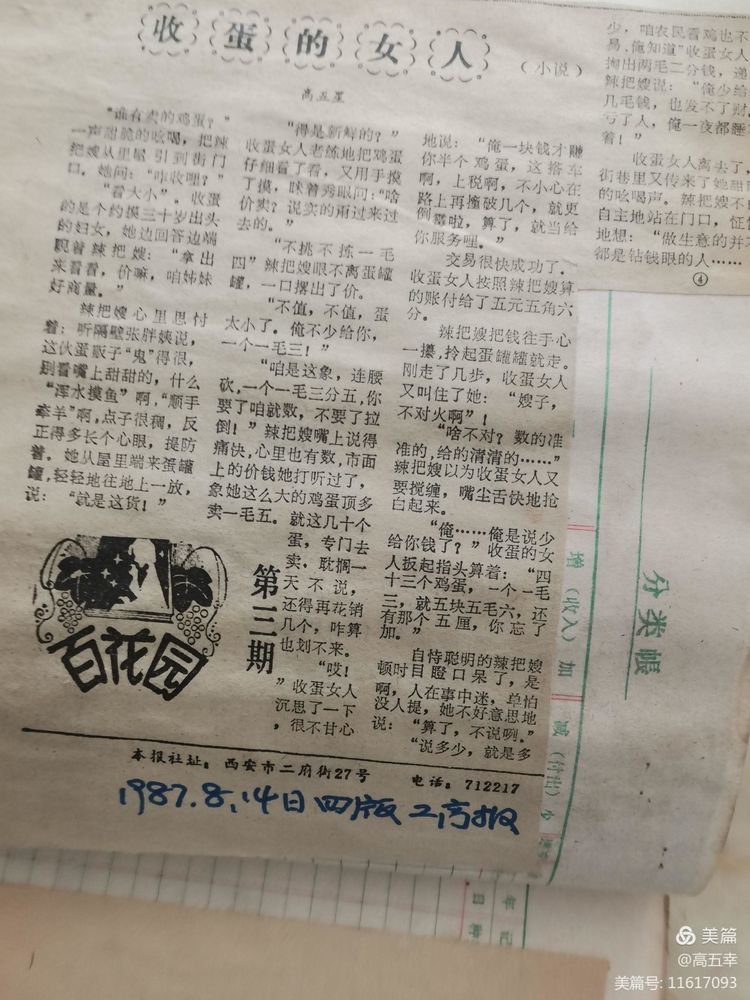 收蛋的女人
（小说）
高五星
“谁有卖的鸡蛋？”
一声甜脆的吆喝，把辣
把嫂从里屋引到街门
口。她问：“咋收哩？”
“看大小”。收蛋
的是个约摸三十岁出头
的妇女，她边回答边端
辣把嫂：“拿出
来看看，价嘛，咱姊妹
好商量。”
辣把嫂心里思忖
着：听隔壁张胖姨说，
这伙蛋贩子“鬼”得很，
别看嘴上甜甜的，什么
“浑水摸鱼”啊，“顺手
牵羊”啊，点子很稠，反
正得多长个心眼，提防
着。她从屋里端来蛋罐
罐，轻轻地往地上一放，
说：“就是这货！”
“得是新鲜的？”
收蛋女人老练地把鸡蛋
仔细看了看，又用手摸
了摸，眯着秀眼问：“啥
价卖？说实的而过来过
去的。”
“不挑不拣一毛
四”辣把嫂眼不离蛋罐
罐，一口撂出了价。
“不值，不值，蛋
太小了。俺不少给你，
一个一毛三！”
“咱是这象，连腰
砍，一个一毛三分五，你
要了咱就数，不要了拉
倒！”辣把嫂嘴上说得
痛快，心里也有数，市面
上的价钱她打听过了，
象她这么大的鸡蛋顶多
卖一毛五。就这几十个
蛋，专门去
卖，耽搁一
天不说，
还得再花销
几个，咋算
也划不来。
“哎！
”收蛋女人
沉思了一下
，很不甘心
地说：“俺一块钱才赚
你半个鸡蛋，这搭车
啊，上税啊，不小心在
路上再撞破几个，就更
倒霉啦，算了，就当给
你服务哩。”
交易很快成功了。
收蛋女人按照辣把嫂算
的账付给了五元五角六
分。
辣把嫂把钱往手心
一攥，拎起蛋罐罐就走。
刚走了几步，收蛋女人
又叫住了她：“嫂子，
不对火啊”！
“啥不对？数的准
准的，给的清清的……”
辣把嫂以为收蛋女人又
要搅缠，嘴尘舌快地抢
白起来。
“俺……俺是说少
给你钱了？”收蛋的女
人扳起指头算着：“四
十三个鸡蛋，一个一毛
三，就五块五毛六，还
有那个五厘，你忘了
加。”
自恃聪明的辣把嫂
顿时目瞪口呆了，是
啊，人在事中迷，单怕
没人提，她不好意思地
说：“算了，不说咧。”
“说多少，就是多
少，咱农民看鸡也不
易，俺知道”收蛋女人
掏出两毛二分钱，递
辣把嫂说：“俺少给
几毛钱，也发不了财
亏了人，俺一夜都睡
着！”
收蛋女人离去了，
街巷里又传来了她甜
的吆喝声。辣把嫂不
自主地站在门口，怔
地想：“做生意的并不
都是钻钱眼的人……
④
百花园
第三期
本报社址：西安市二府街27号 电话：712217
1987.8.14日四版工商报
增（收入）加
减（付出）少
分类帐
年记
目种
美篇
@高五幸
美篇号: 11617093